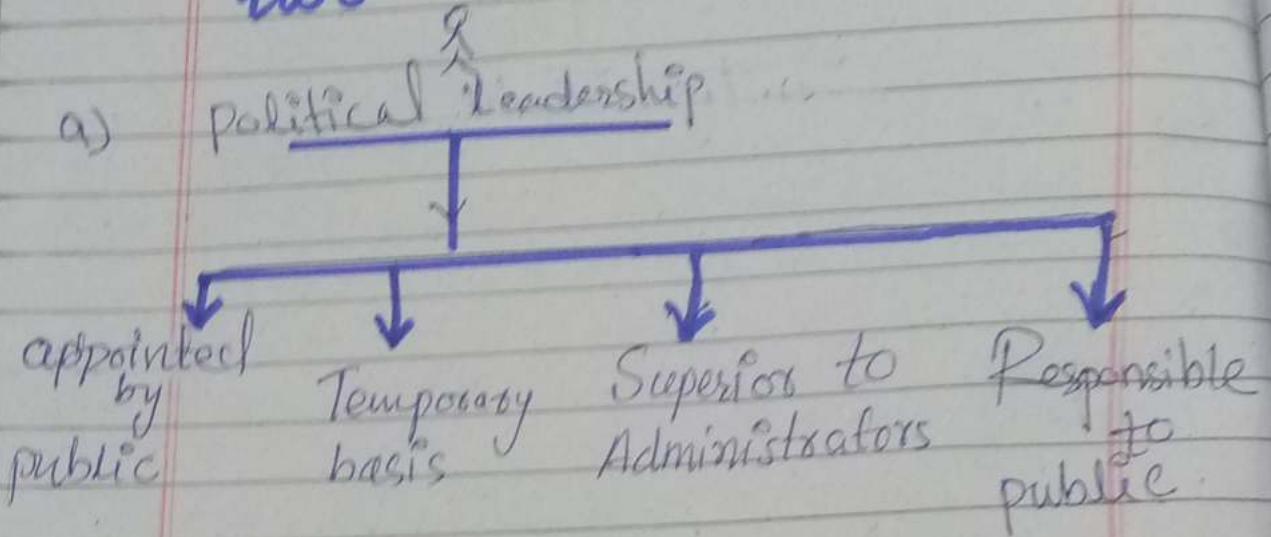 a) Political Leadership
appointed
by
public
Temporary
basis
Superior to
Administrators
Responsible
to
public.